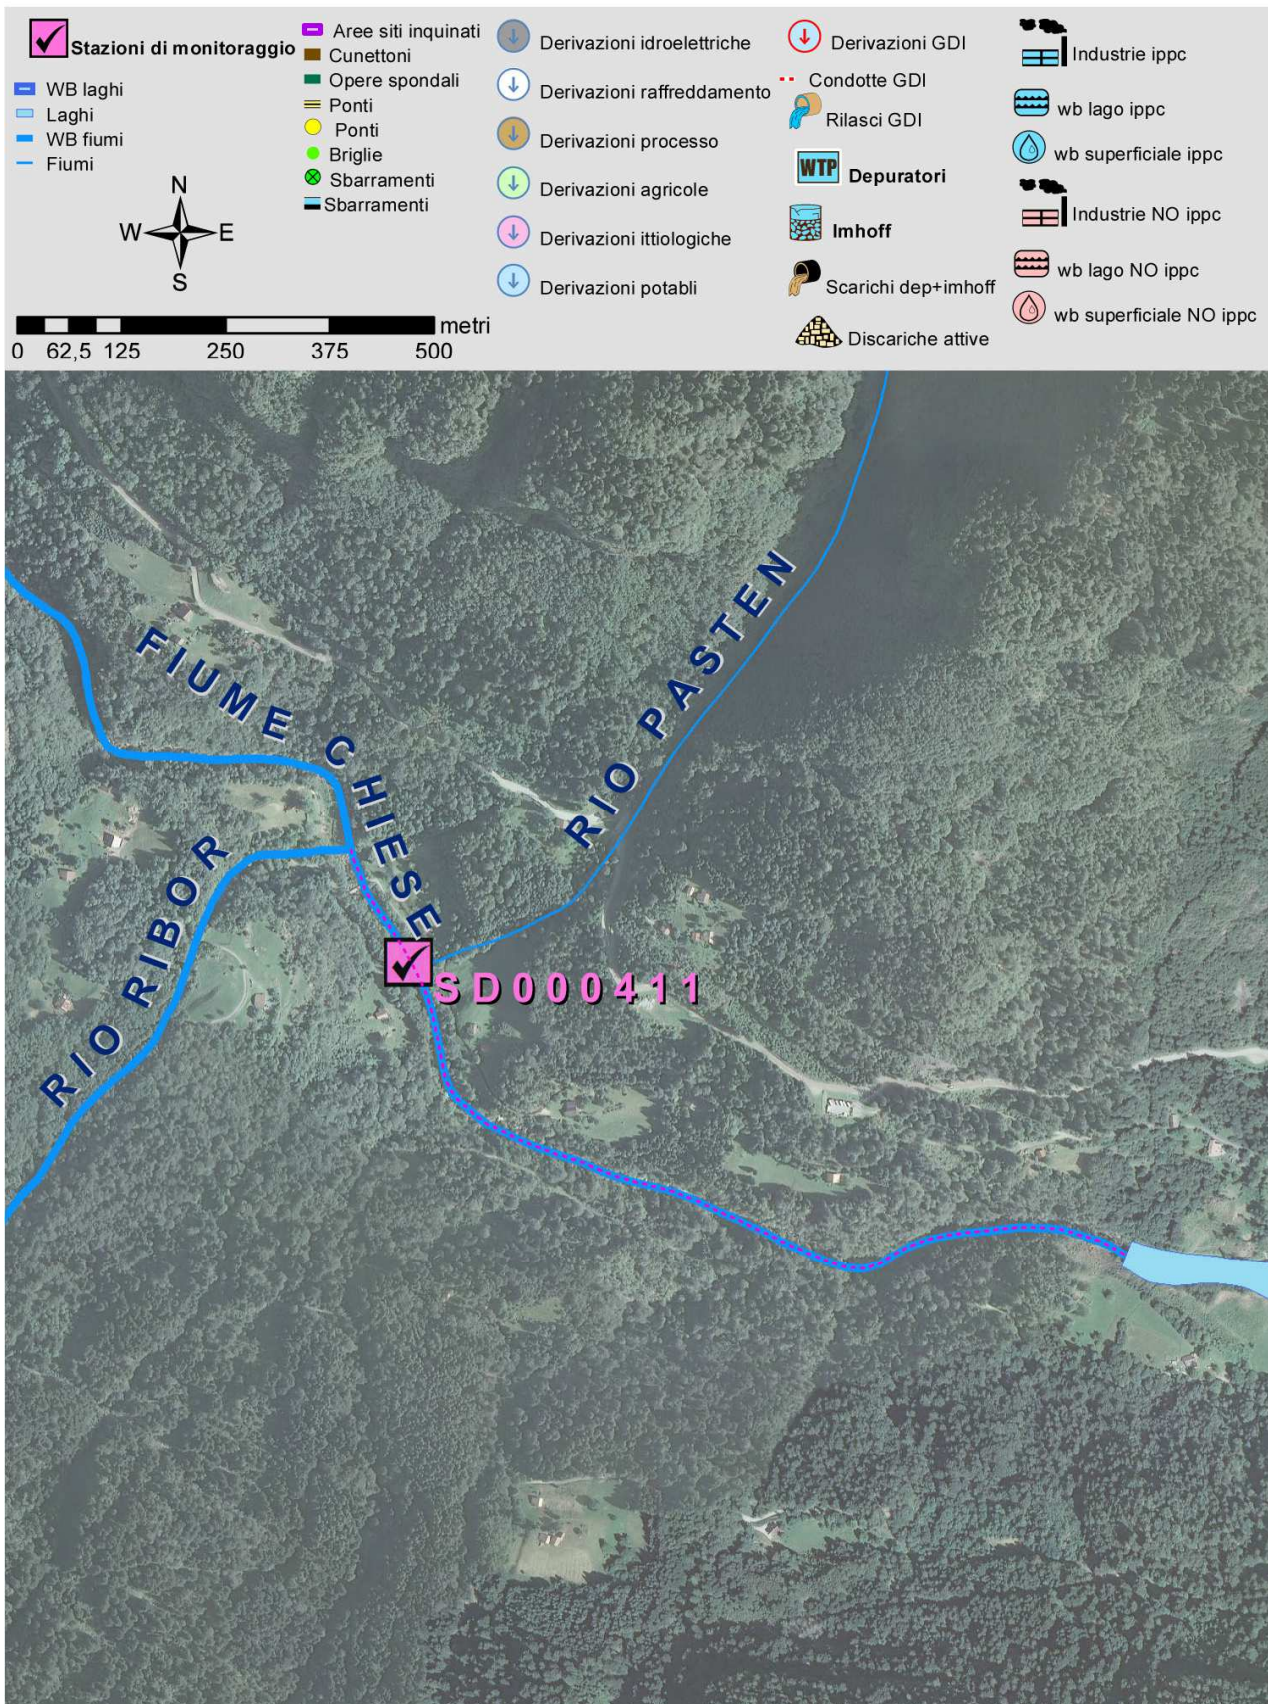 Stazioni di monitoraggio
WB laghi
Laghi
WB fiumi
Fiumi
N
W E
S
metri
0 62,5 125 250 375 500
Aree siti inquinati
Cunettoni
Opere spondali
Ponti
Ponti
Briglie
Sbarramenti
Sbarramenti
Derivazioni idroelettriche
Derivazioni raffreddamento
Derivazioni processo
Derivazioni agricole
Derivazioni ittiologiche
Derivazioni potabli
Derivazioni GDI
Condotte GDI
Rilasci GDI
WTP Depuratori
Imhoff
Scarichi dep+imhoff
Discariche attive
Industrie ippc
wb lago ippc
wb superficiale ippc
Industrie NO ippc
wb lago NO ippc
wb superficiale NO ippc
FIUME CHIESE
RIO PASTEN
RIO RIBOR
SD000411